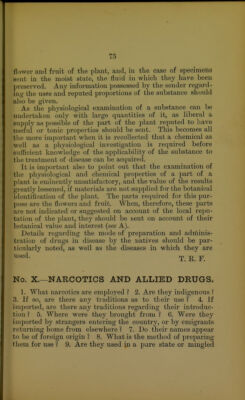 75
flower and fruit of the plant, and, in the case of specimens
sent in the moist state, the fluid in which they have been
preserved. Any information possessed by the sender regard-
ing the uses and reputed proportions of the substance should
also be given.
As the physiological examination of a substance can be
undertaken only with large quantities of it, as liberal a
supply as possible of the part of the plant reputed to have
useful or tonic properties should be sent. This becomes all
the more important when it is recollected that a chemical as
well as a physiological investigation is required before
sufficient knowledge of the applicability of the substance to
the treatment of disease can be acquired.
It is important also to point out that the examination of
the physiological and chemical properties of a part of a
plant is eminently unsatisfactory, and the value of the results
greatly lessened, if materials are not supplied for the botanical
identification of the plant. The parts required for this pur-
pose are the flowers and fruit. When, therefore, these parts
are not indicated or suggested on account of the local repu-
tation of the plant, they should be sent on account of their
botanical value and interest (see A).
Details regarding the mode of preparation and adminis-
tration of drugs in disease by the natives should be par-
ticularly noted, as well as the diseases in which they are
used.
T. R. F.
No. X.—NARCOTICS AND ALLIED DRUGS.
1. What narcotics are employed? 2. Are they indigenous?
3. If so, are there any traditions as to their use? 4. If
imported, are there any traditions regarding their introduc-
tion? 5. Where were they brought from? 6. Were they
imported by strangers entering the country, or by emigrants
returning home from elsewhere? 7. Do their names appear
to be of foreign origin? 8. What is the method of preparing
them for use? 9. Are they used in a pure state or mingled